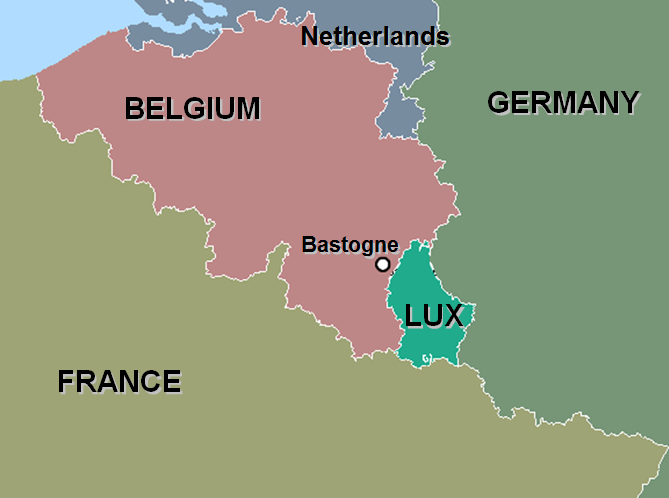 Netherlands
BELGIUM
GERMANY
Bastogne
LUX
FRANCE